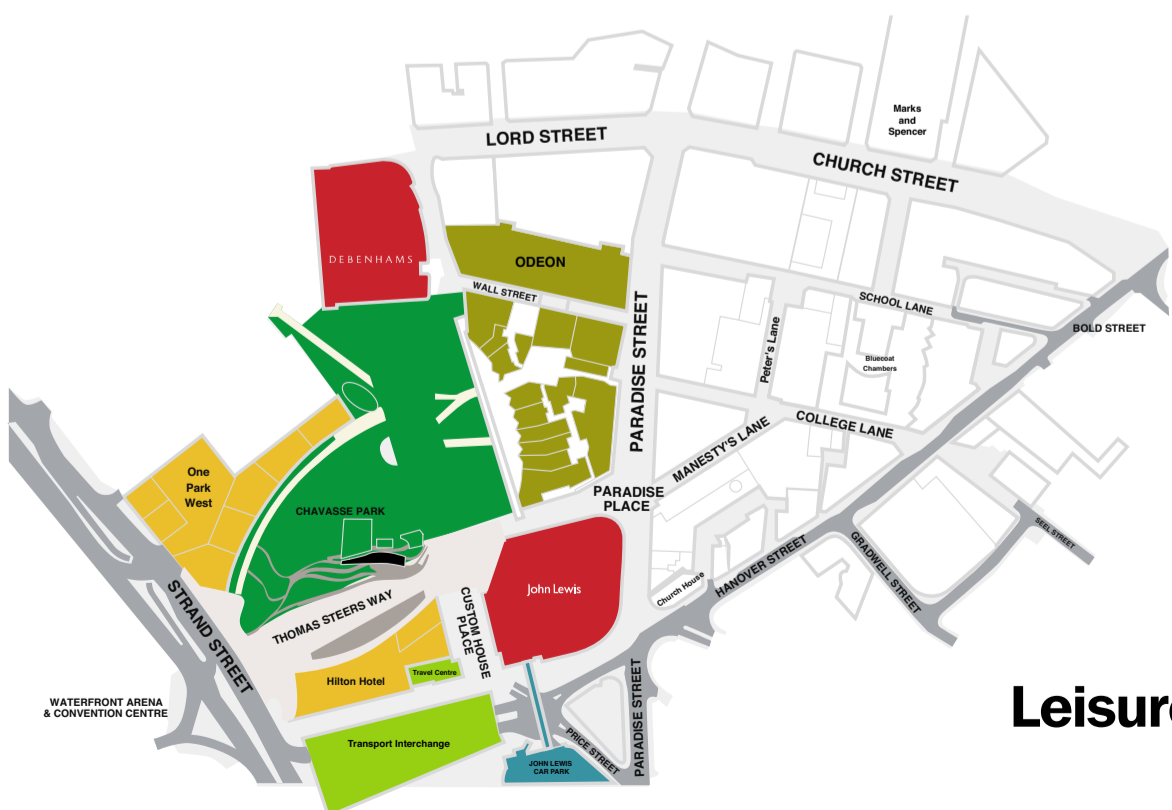 Marks
and
Spencer
LORD STREET
CHURCH STREET
DEBENHAMS
ODEON
WALL STREET
SCHOOL LANE
BOLD STREET
PARADISE STREET
Peter's Lane
Bluecoat
Chambers
COLLEGE LANE
MANESTY'S LANE
One
Park
West
CHAVASSE PARK
PARADISE
PLACE
SEEL STREET
GRADWELL STREET
HANOVER STREET
Church House
John Lewis
STRAND STREET
THOMAS STEERS WAY
CUSTOM HOUSE
PLACE
Travel Centre
Hilton Hotel
WATERFRONT ARENA
& CONVENTION CENTRE
Transport Interchange
PRICE STREET
PARADISE STREET
JOHN LEWIS
CAR PARK
Leisure